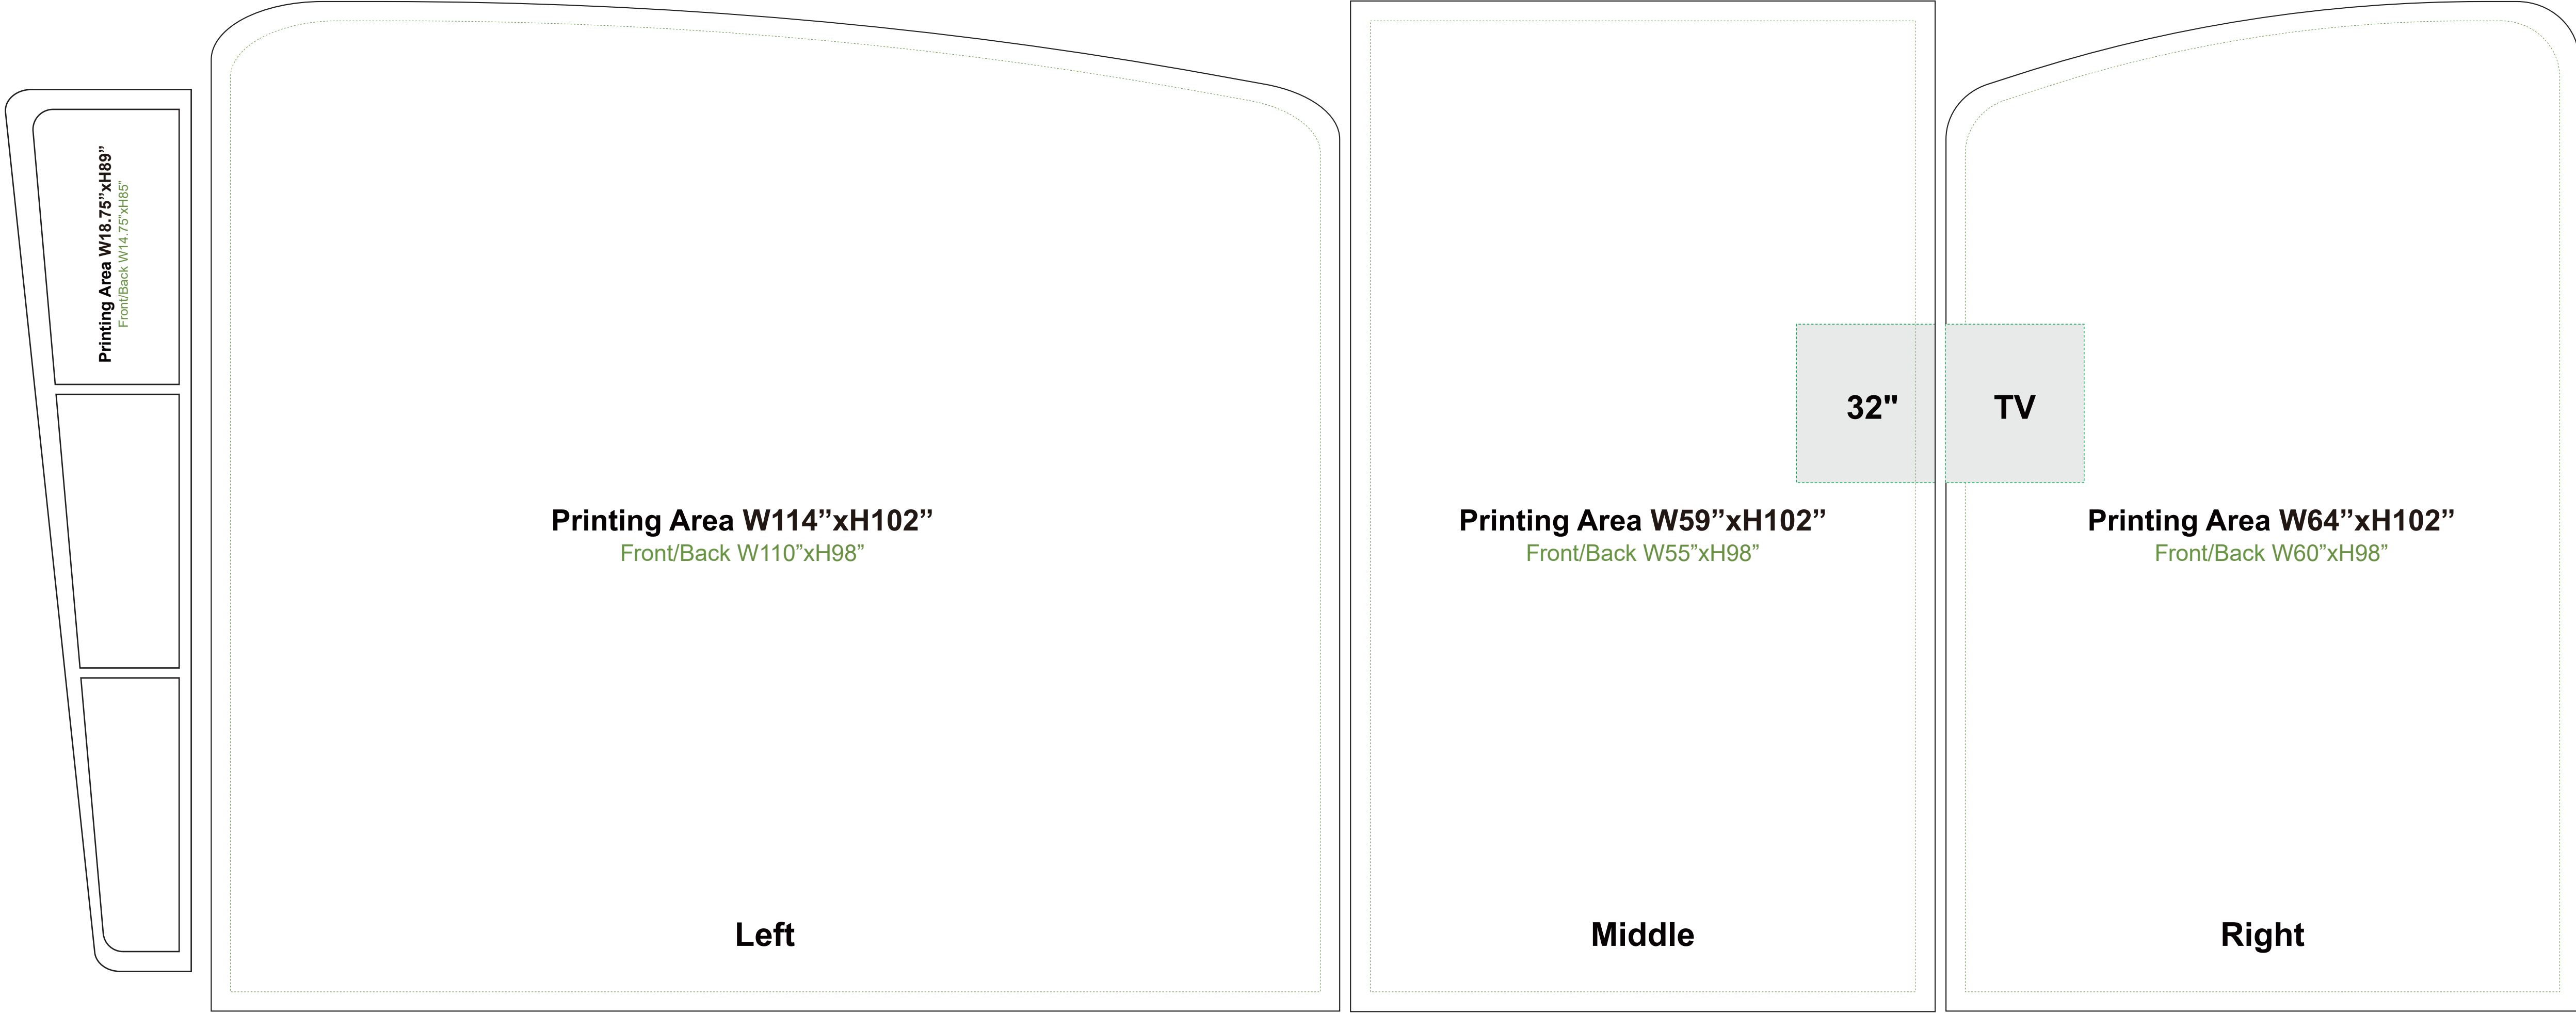 Printing Area W18.75”xH89”
Front/Back W14.75”xH85”
Printing Area W114”xH102”
Front/Back W110”xH98”
Left
32"
Printing Area W59”xH102”
Front/Back W55”xH98”
Middle
TV
Printing Area W64”xH102”
Front/Back W60”xH98”
Right